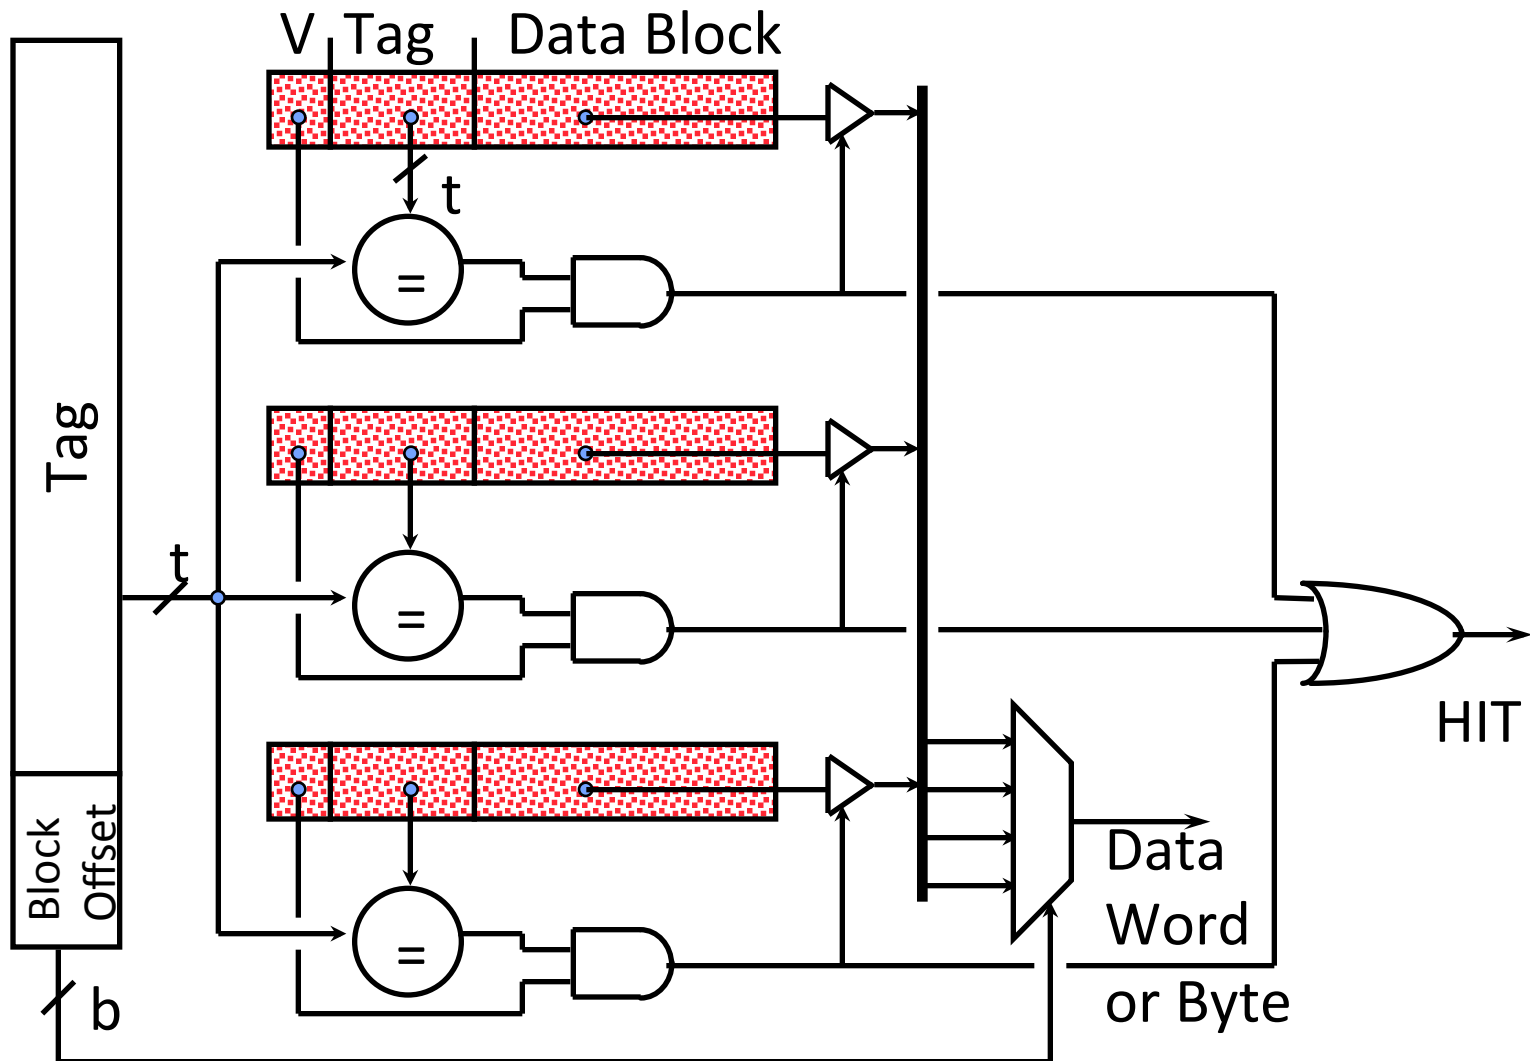 V Tag Data Block
t
=
Tag
t
=
HIT
Block
Offset
=
Data
Word
or Byte
b